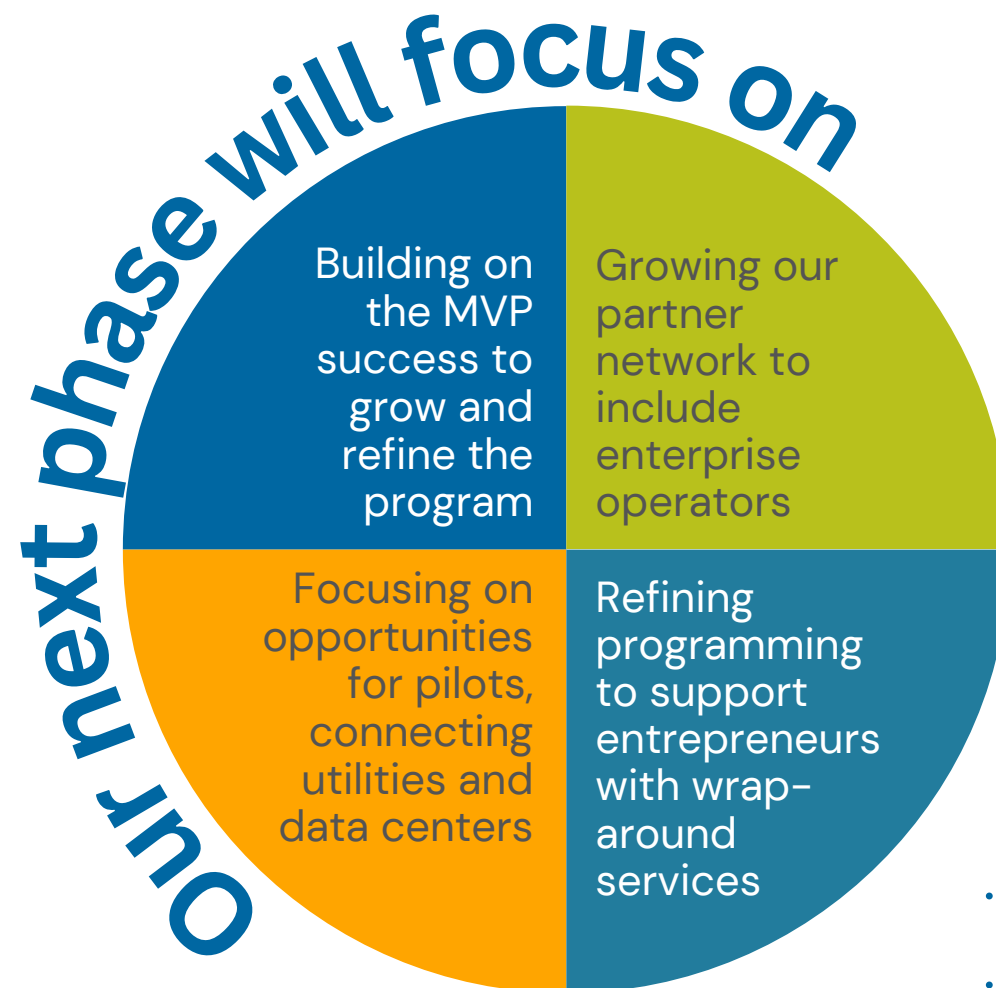 Our next phase will focus on
Building on
the MVP
success to
grow and
refine the
program
Growing our
partner
network to
include
enterprise
operators
Focusing on
opportunities
for pilots,
connecting
utilities and
data centers
Refining
programming
to support
entrepreneurs
with wrap-
around
services